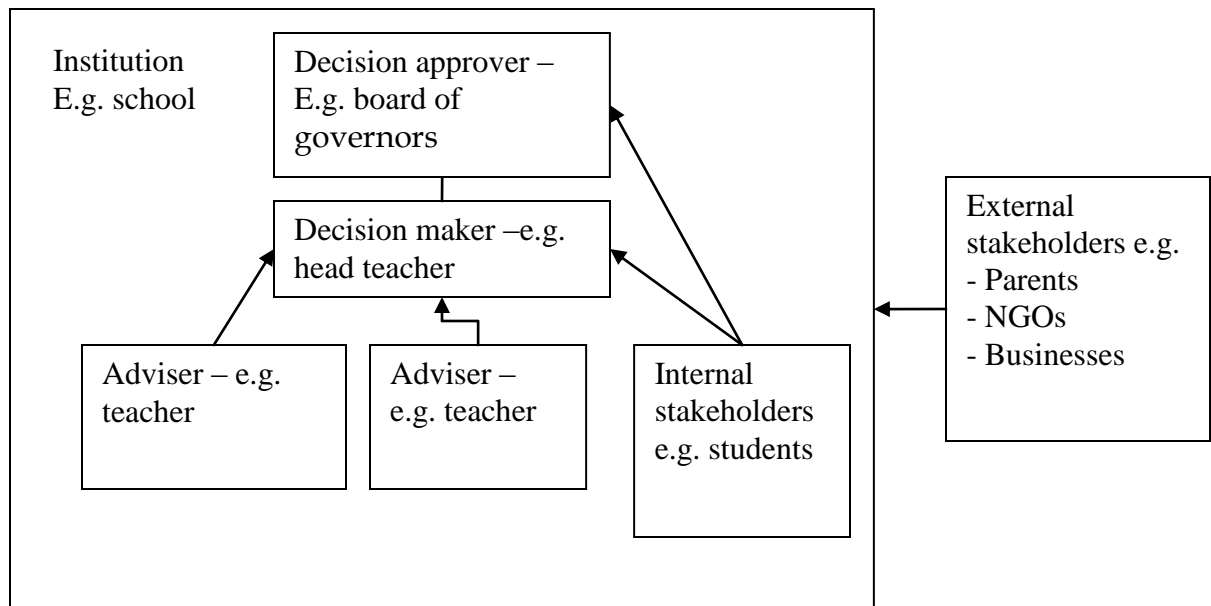 Institution
E.g. school
Decision approver –
E.g. board of
governors
Decision maker –e.g.
head teacher
Adviser – e.g.
teacher
Adviser –
e.g. teacher
Internal
stakeholders
e.g. students
External
stakeholders e.g.
- Parents
- NGOs
- Businesses